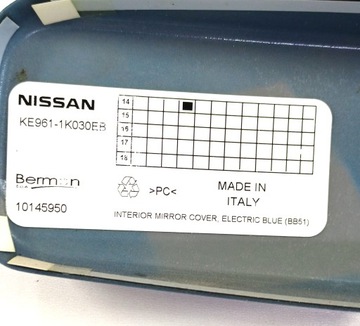 NISSAN
KE961-1K030EB
14
15
16
17
18
Berman
>PC<
MADE IN
ITALY
10145950
INTERIOR MIRROR COVER, ELECTRIC BLUE (BB51)